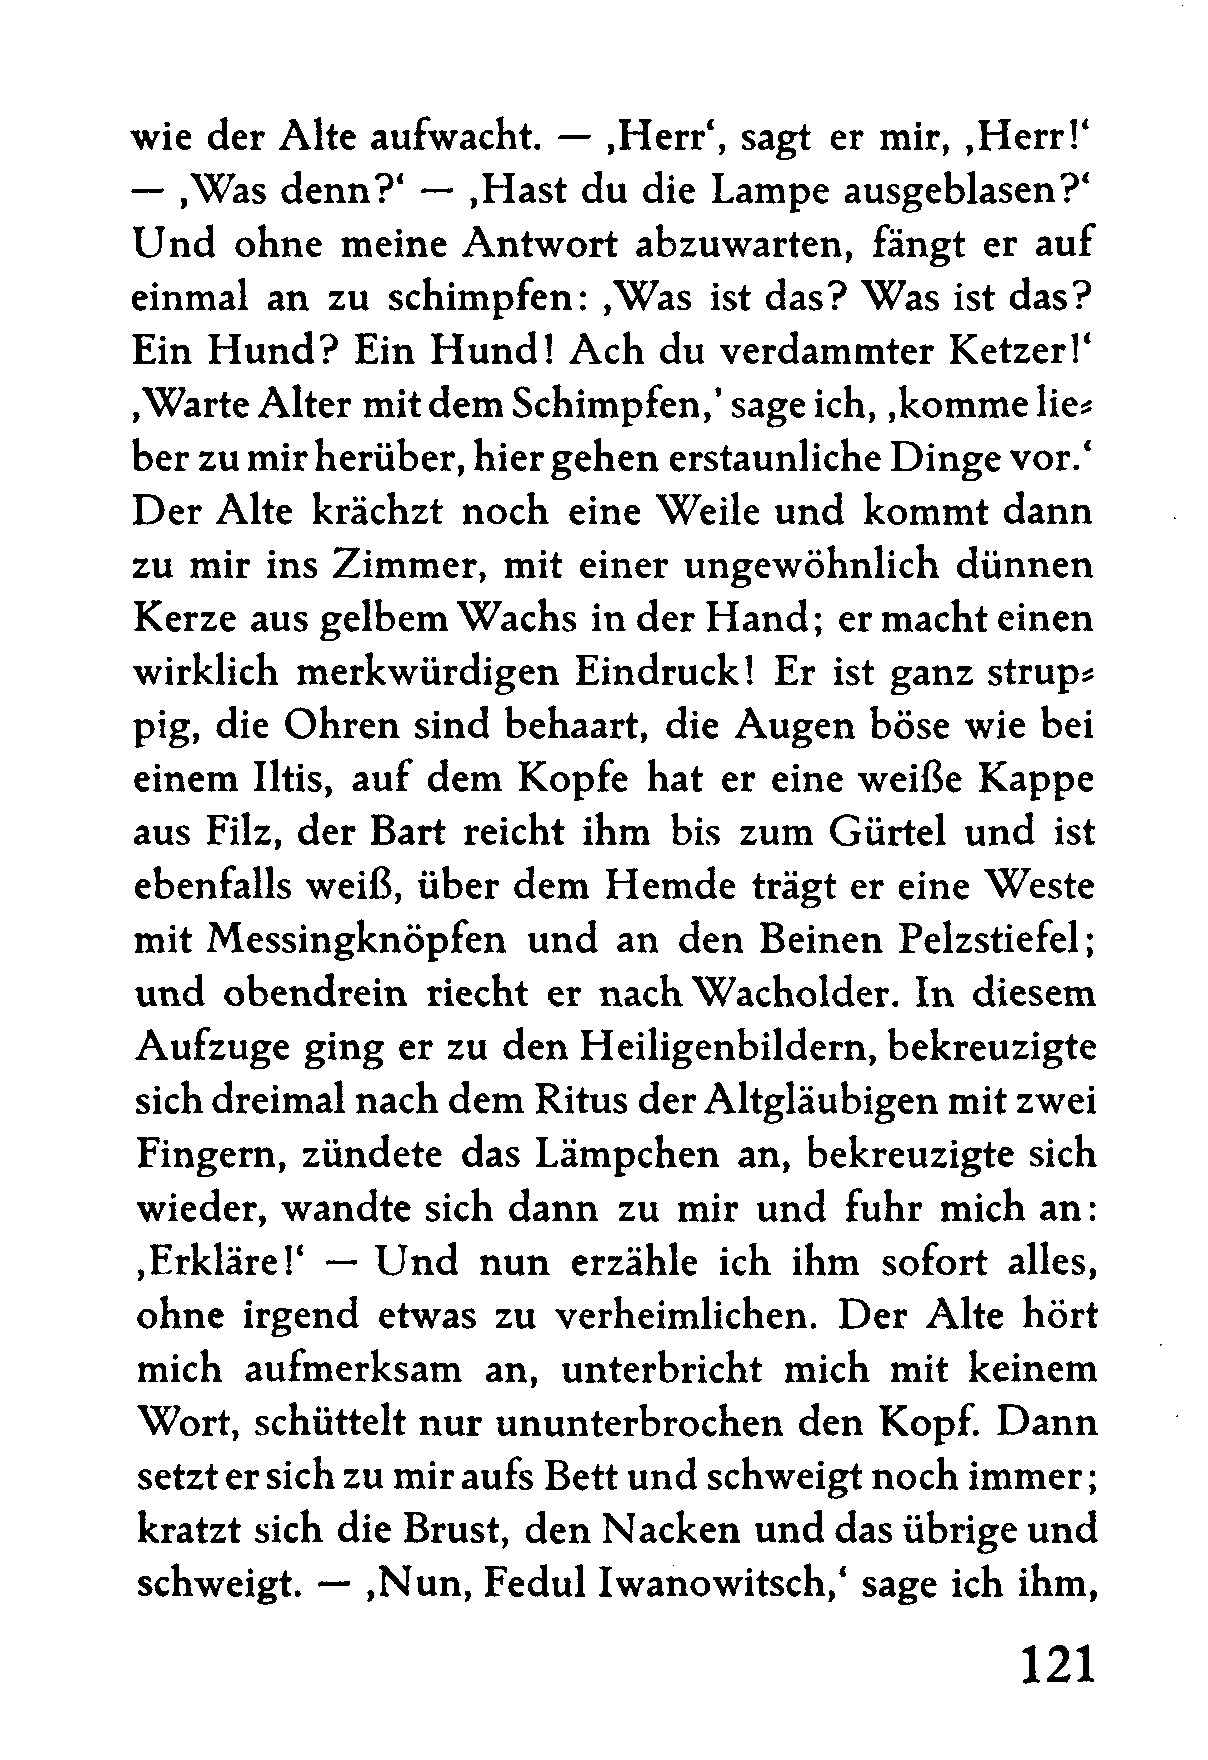 wie der Alte aufwacht. — ‚Herr‘, sagt er mir, ‚Herr!‘
— ‚Was denn?‘ — ‚Hast du die Lampe ausgeblasen?‘
Und ohne meine Antwort abzuwarten, fängt er auf
einmal an zu schimpfen: ‚Was ist das? Was ist das?
Ein Hund? Ein Hund! Ach du verdammter Ketzer!‘
‚Warte Alter mit dem Schimpfen,’ sage ich, ‚komme lie⸗
ber zu mir herüber, hier gehen erstaunliche Dinge vor.‘
Der Alte krächzt noch eine Weile und kommt dann
zu mir ins Zimmer, mit einer ungewöhnlich dünnen
Kerze aus gelbem Wachs in der Hand; er macht einen
wirklich merkwürdigen Eindruck! Er ist ganz strup⸗
pig, die Ohren sind behaart, die Augen böse wie bei
einem Iltis, auf dem Kopfe hat er eine weiße Kappe
aus Filz, der Bart reicht ihm bis zum Gürtel und ist
ebenfalls weiß, über dem Hemde trägt er eine Weste
mit Messingknöpfen und an den Beinen Pelzstiefel;
und obendrein riecht er nach Wacholder. In diesem
Aufzuge ging er zu den Heiligenbildern, bekreuzigte
sich dreimal nach dem Ritus der Altgläubigen mit zwei
Fingern, zündete das Lämpchen an, bekreuzigte sich
wieder, wandte sich dann zu mir und fuhr mich an:
‚Erkläre!‘ — Und nun erzähle ich ihm sofort alles,
ohne irgend etwas zu verheimlichen. Der Alte hört
mich aufmerksam an, unterbricht mich mit keinem
Wort, schüttelt nur ununterbrochen den Kopf. Dann
setzt er sich zu mir aufs Bett und schweigt noch immer;
kratzt sich die Brust, den Nacken und das übrige und
schweigt. — ‚Nun, Fedul Iwanowitsch,‘ sage ich ihm,
121